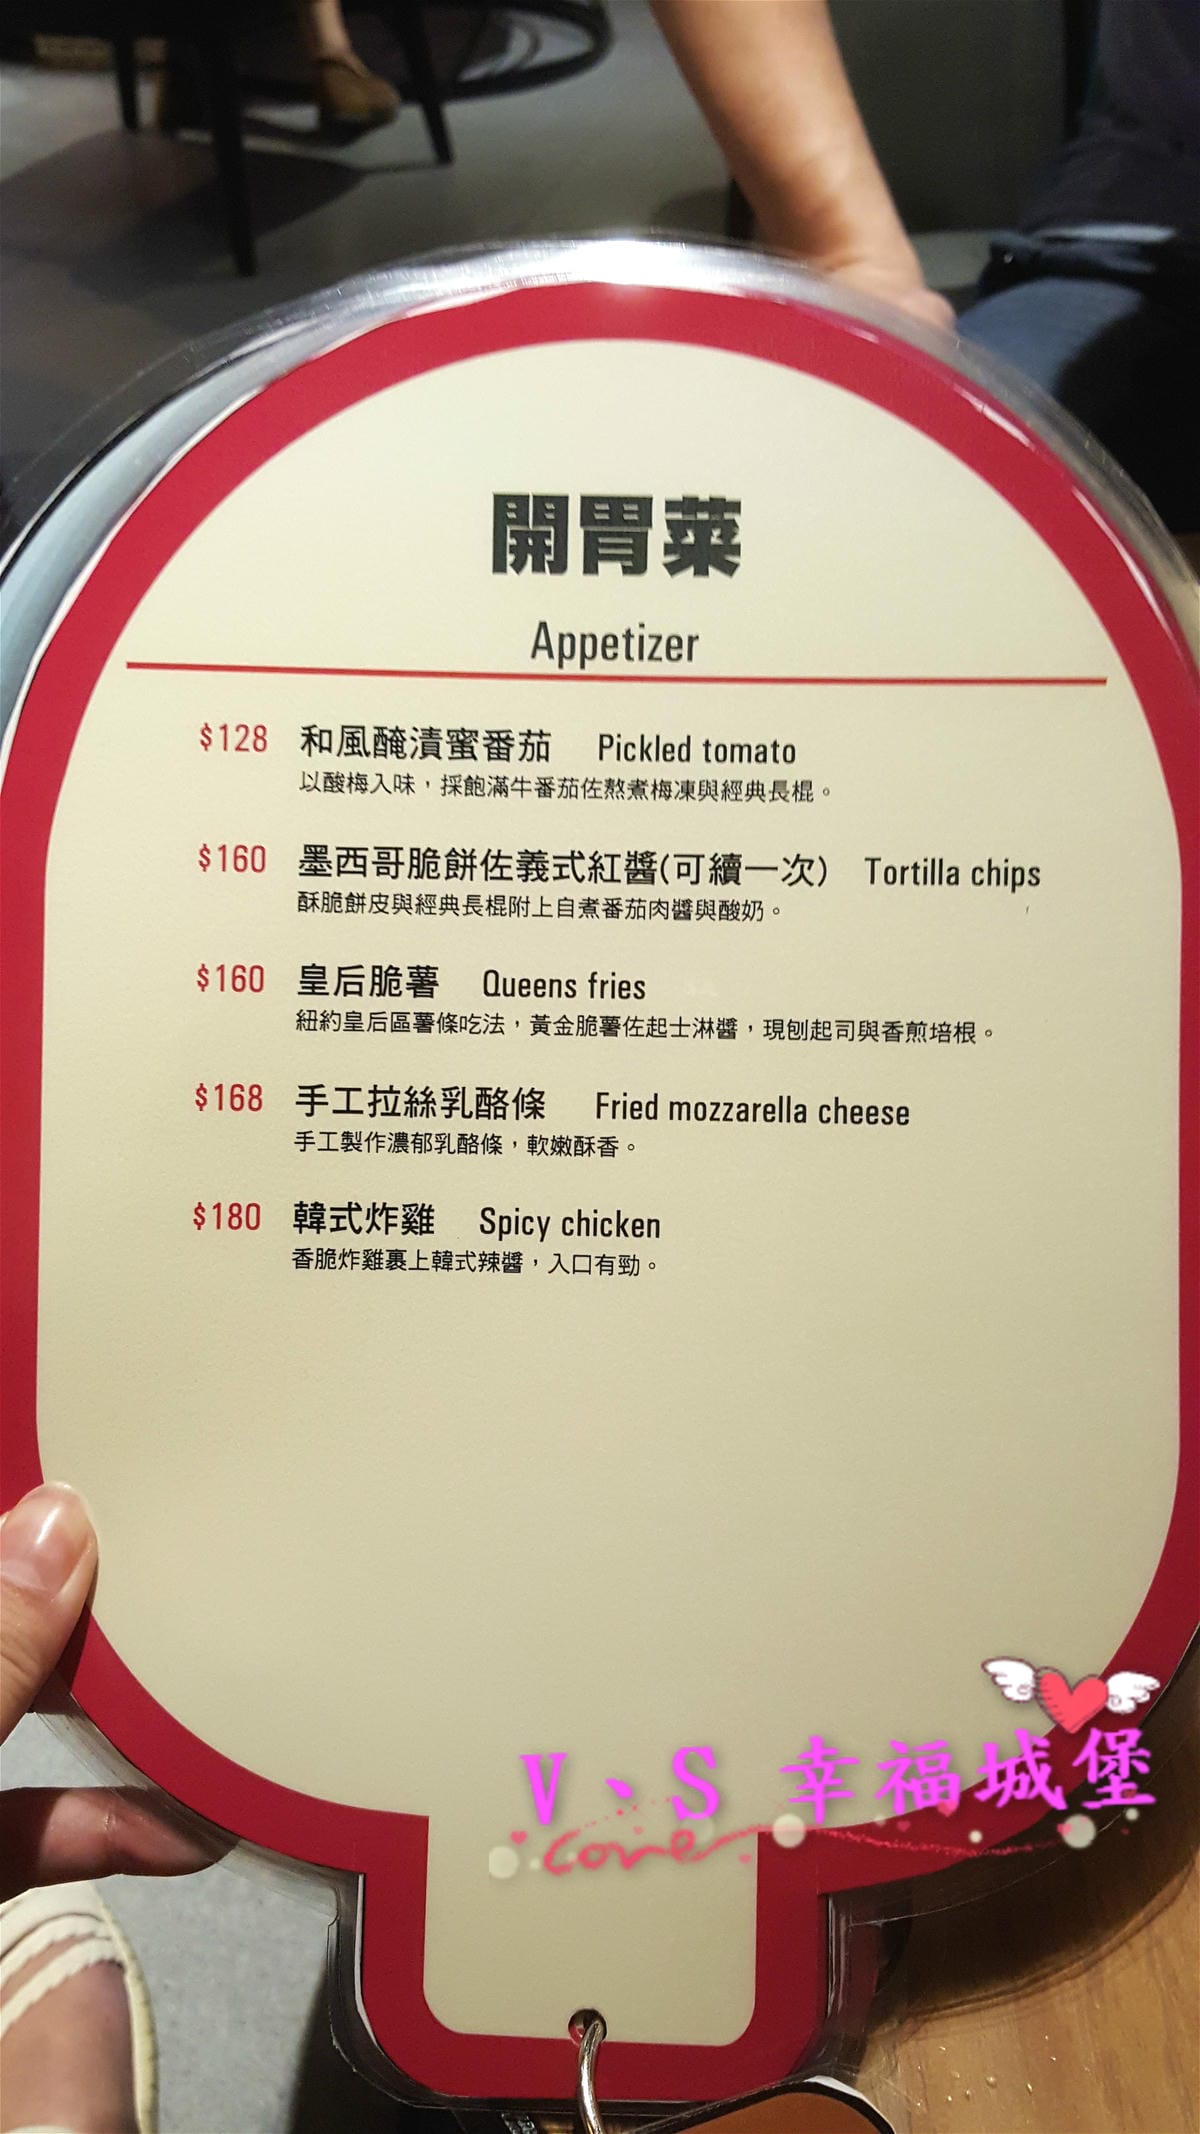 開胃菜
Appetizer
$128 和風醃漬蜜番茄 Pickled tomato
以酸梅入味，採飽滿牛番茄佐熬煮梅凍與經典長棍。
$160 墨西哥脆餅佐義式紅醬(可續一次) Tortilla chips
酥脆餅皮與經典長棍附上自煮番茄肉醬與酸奶。
$160 皇后脆薯 Queens fries
紐約皇后區薯條吃法，黃金脆薯佐起士淋醬，現刨起司與香煎培根。
$168 手工拉絲乳酪條 Fried mozzarella cheese
手工製作濃郁乳酪條，軟嫩酥香。
$180 韓式炸雞 Spicy chicken
香脆炸雞裹上韓式辣醬，入口有勁。
V、S 幸福城堡